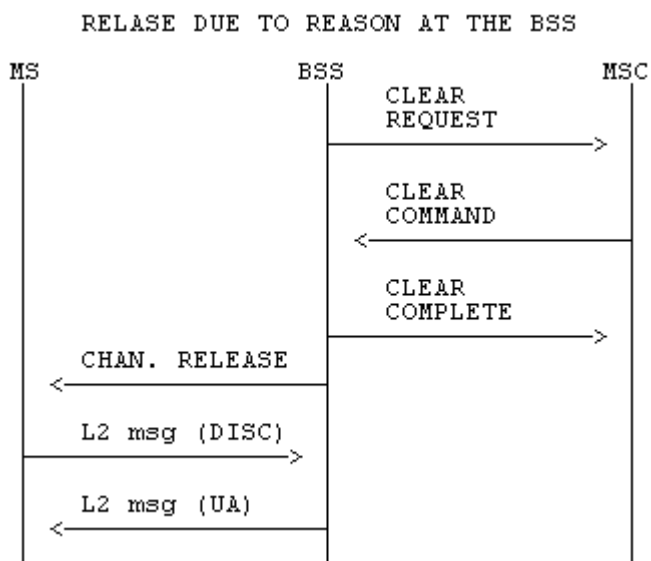 RELASE DUE TO REASON AT THE BSS
MS BSS MSC
CLEAR
REQUEST
CLEAR
COMMAND
CLEAR
COMPLETE
CHAN. RELEASE
L2 msg (DISC)
L2 msg (UA)